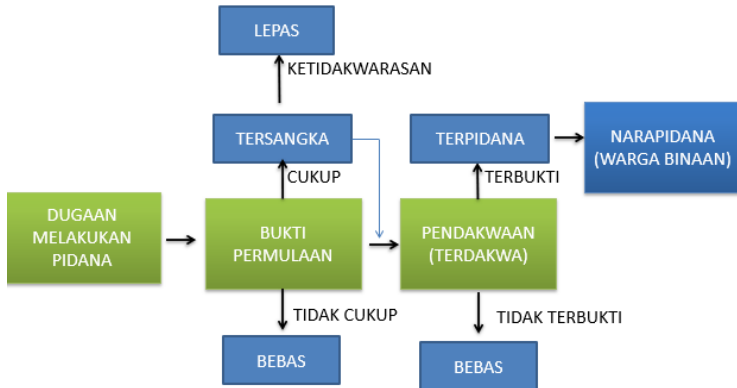 LEPAS
KETIDAKWARASAN
TERSANGKA
TERPIDANA
NARAPIDANA
(WARGA BINAAN)
CUKUP
TERBUKTI
DUGAAN
MELAKUKAN
PIDANA
BUKTI
PERMULAAN
PENDAKWAAN
(TERDAKWA)
TIDAK CUKUP
TIDAK TERBUKTI
BEBAS
BEBAS